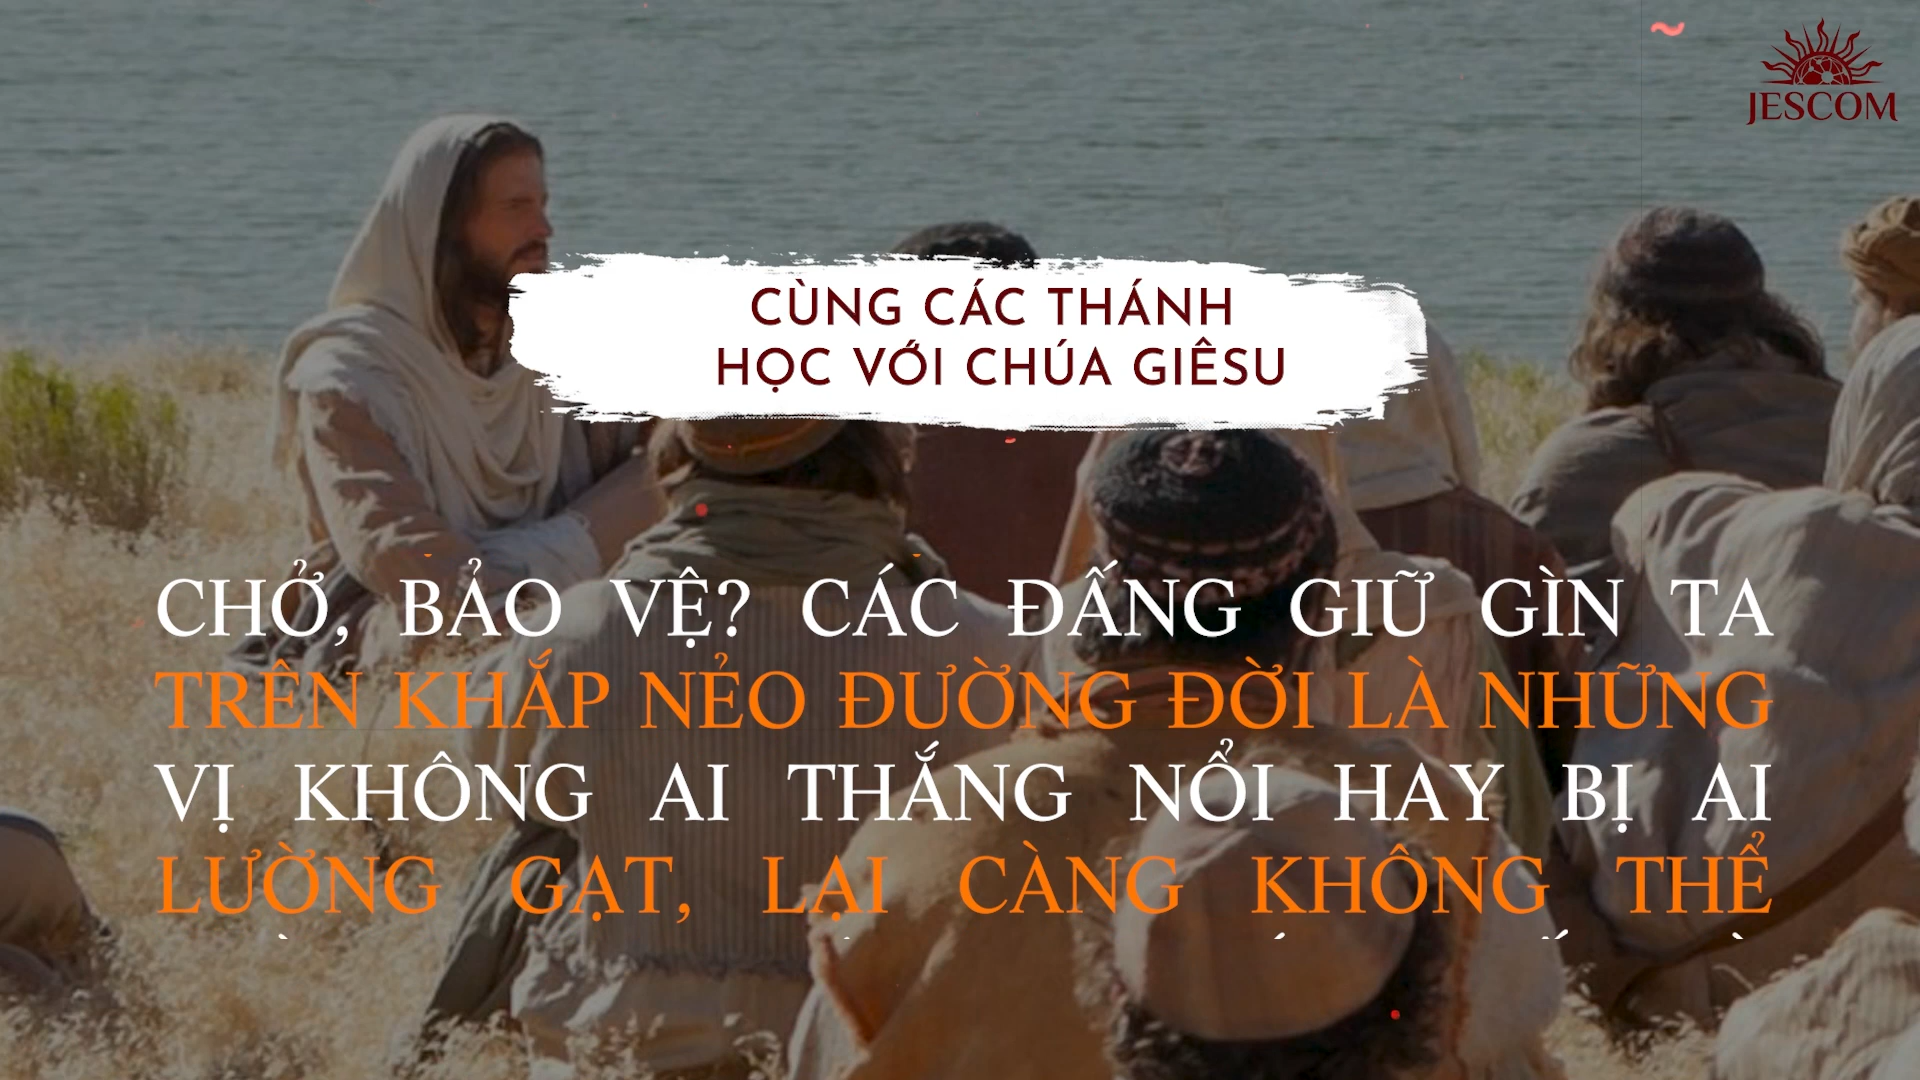 JESCOM
CÙNG CÁC THÁNH
HỌC VỚI CHÚA GIÊSU
CHỞ, BẢO VỆ? CÁC ĐẤNG GIỮ GÌN TA
TRÊN KHẮP NẺO ĐƯỜNG ĐỜI LÀ NHỮNG
VỊ KHÔNG AI THẮNG NỔI HAY BỊ AI
LƯỜNG GẠT, LẠI CÀNG KHÔNG THỂ